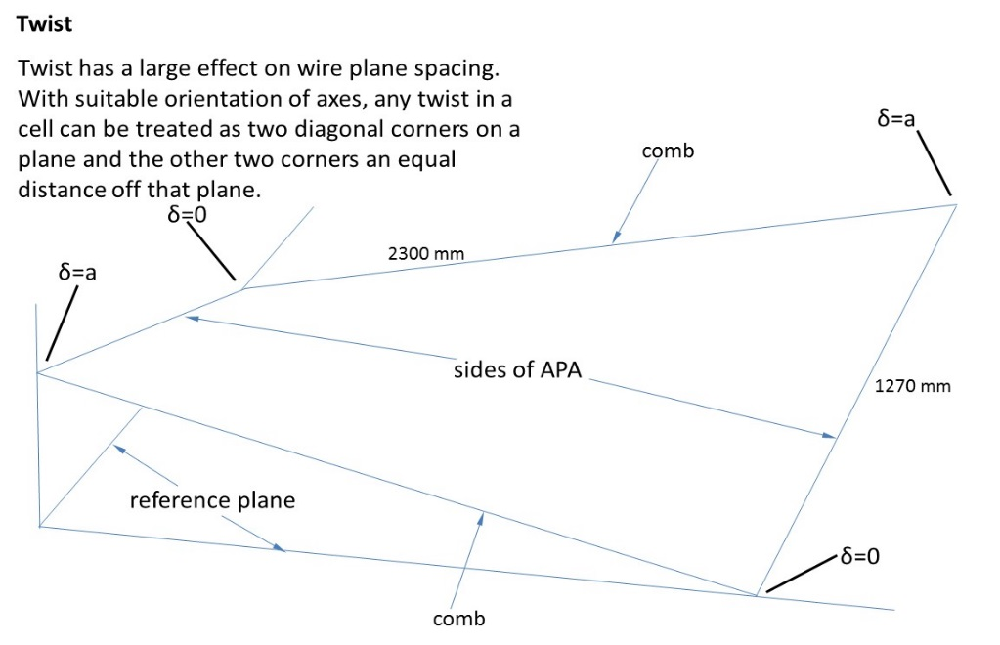 Twist
Twist has a large effect on wire plane spacing.
With suitable orientation of axes, any twist in a
cell can be treated as two diagonal corners on a
plane and the other two corners an equal
distance off that plane.
δ=a
comb
δ=0
2300 mm
δ=a
sides of APA
1270 mm
reference plane
δ=0
comb